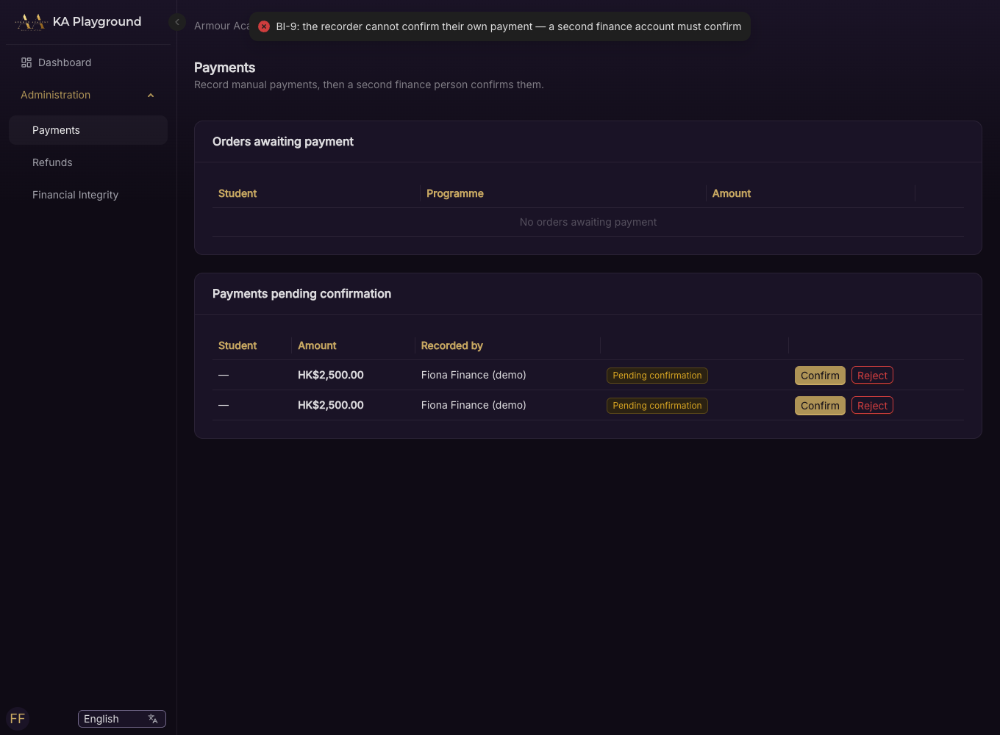 KA Playground
Armour Aca
BI-9: the recorder cannot confirm their own payment — a second finance account must confirm
Dashboard
Administration
Payments
Refunds
Financial Integrity
Payments
Record manual payments, then a second finance person confirms them.
Orders awaiting payment
Student Programme Amount
No orders awaiting payment
Payments pending confirmation
Student Amount Recorded by
— HK$2,500.00 Fiona Finance (demo) Pending confirmation Confirm Reject
— HK$2,500.00 Fiona Finance (demo) Pending confirmation Confirm Reject
FF
English